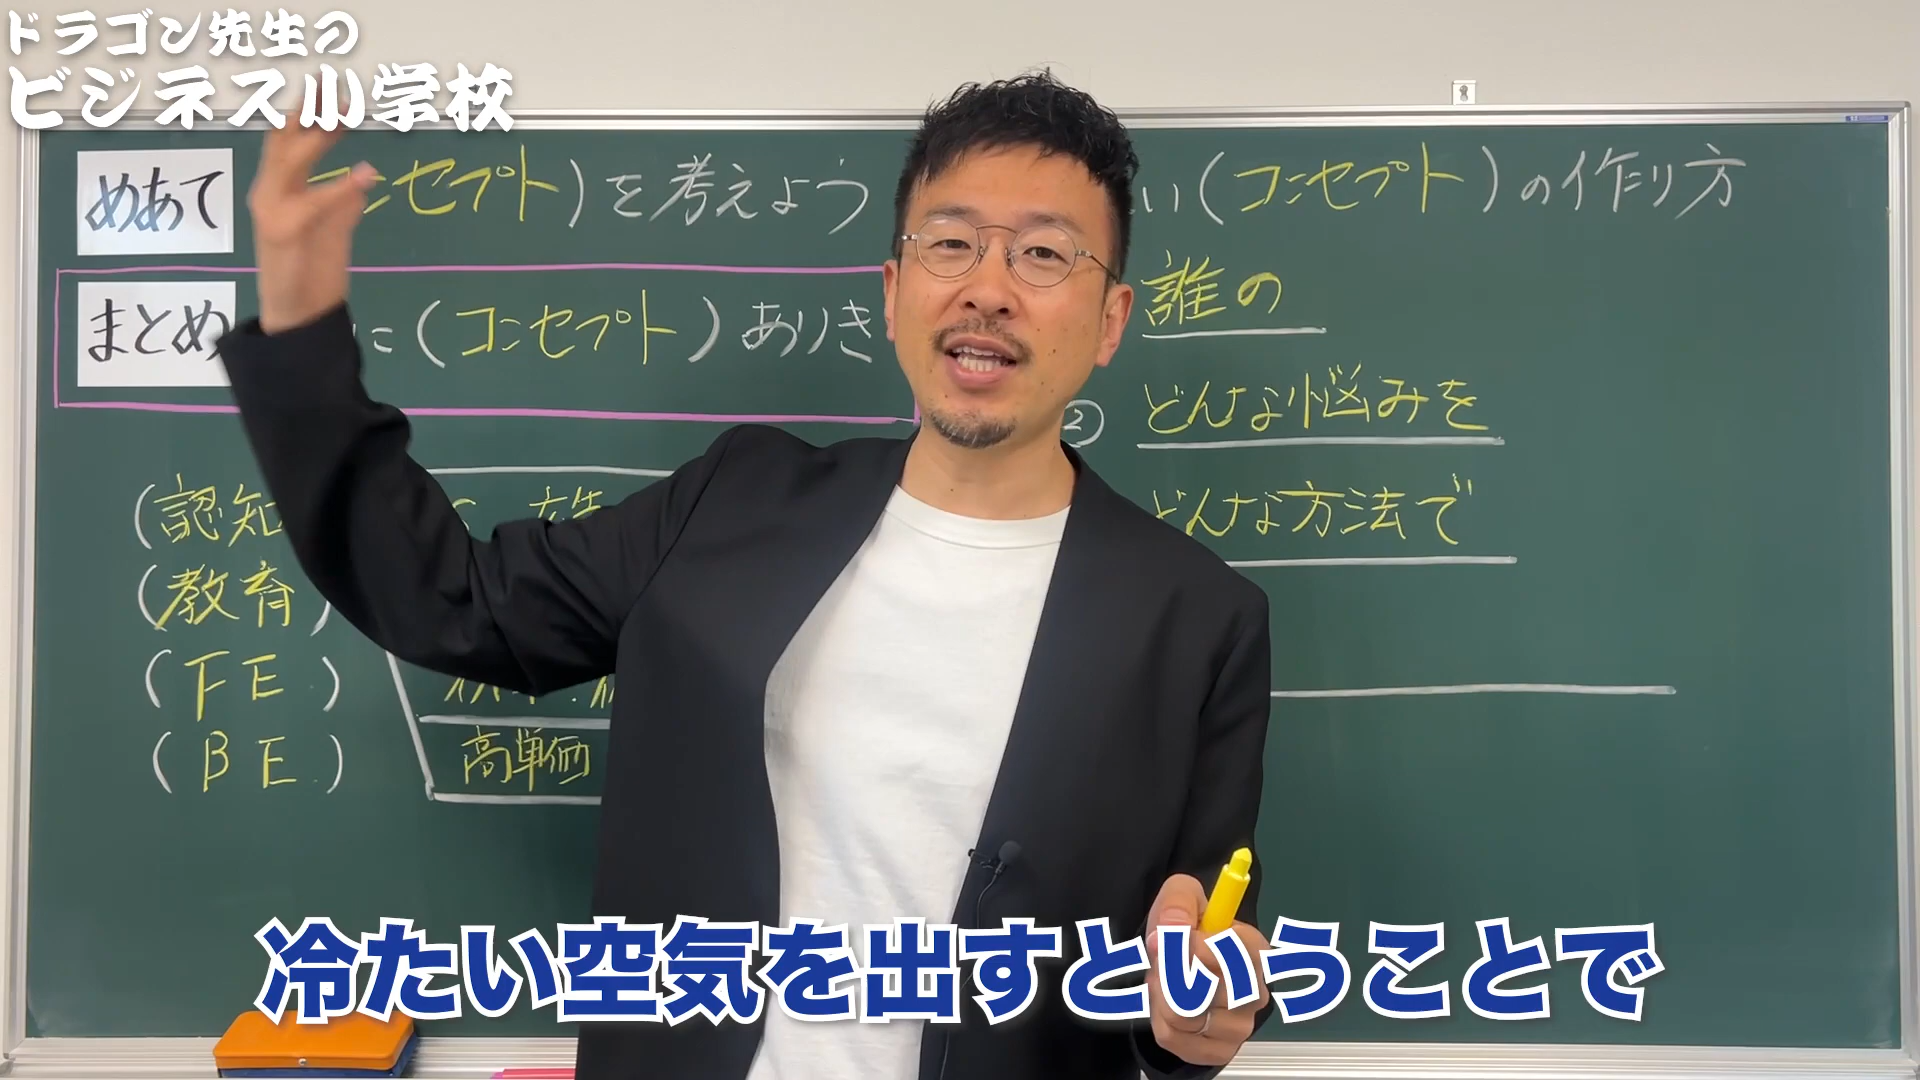 ドラゴン先生の
ビジネス小学校
めあて
コンセプト)を考えよう
まとめ
に(コンセプト)ありき
(認知
(教育)
(FE)
(BE)
高単価
い(コンセプト)の作り方
誰の
② どんな悩みを
どんな方法で
冷たい空気を出すということで